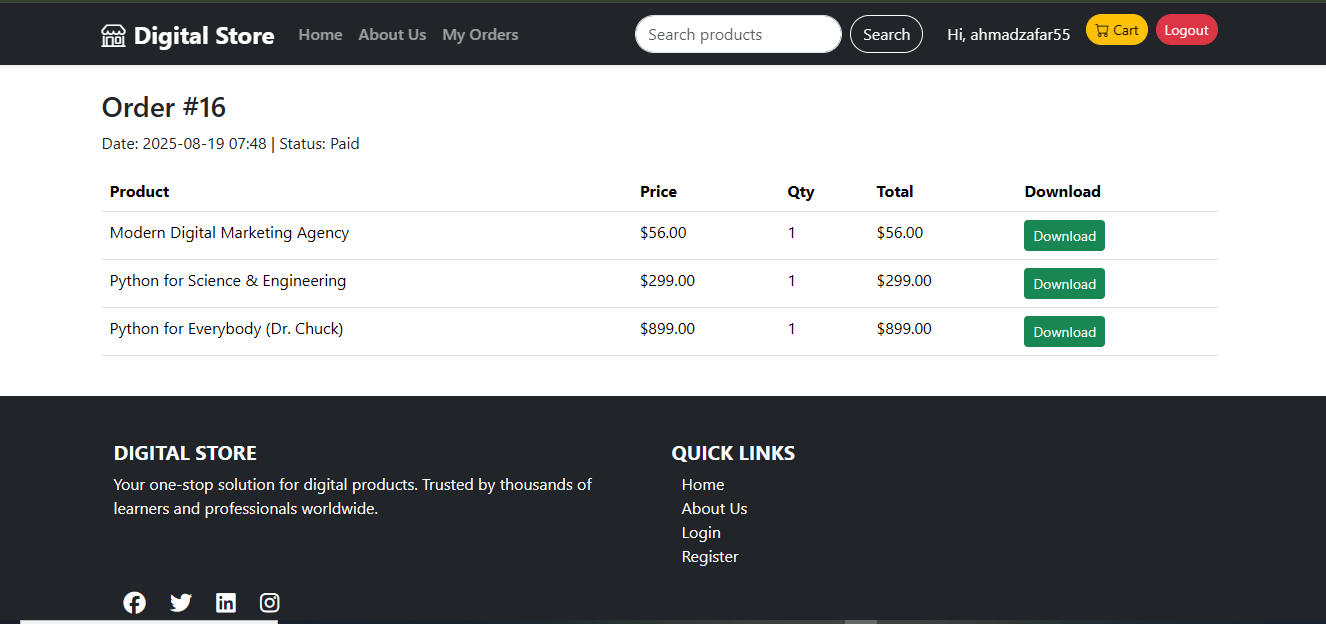 Digital Store Home About Us My Orders Search products Search Hi, ahmadzafar55 Cart Logout
Order #16
Date: 2025-08-19 07:48 | Status: Paid
Product Price Qty Total Download
Modern Digital Marketing Agency $56.00 1 $56.00 Download
Python for Science & Engineering $299.00 1 $299.00 Download
Python for Everybody (Dr. Chuck) $899.00 1 $899.00 Download
DIGITAL STORE
Your one-stop solution for digital products. Trusted by thousands of
learners and professionals worldwide.
QUICK LINKS
Home
About Us
Login
Register